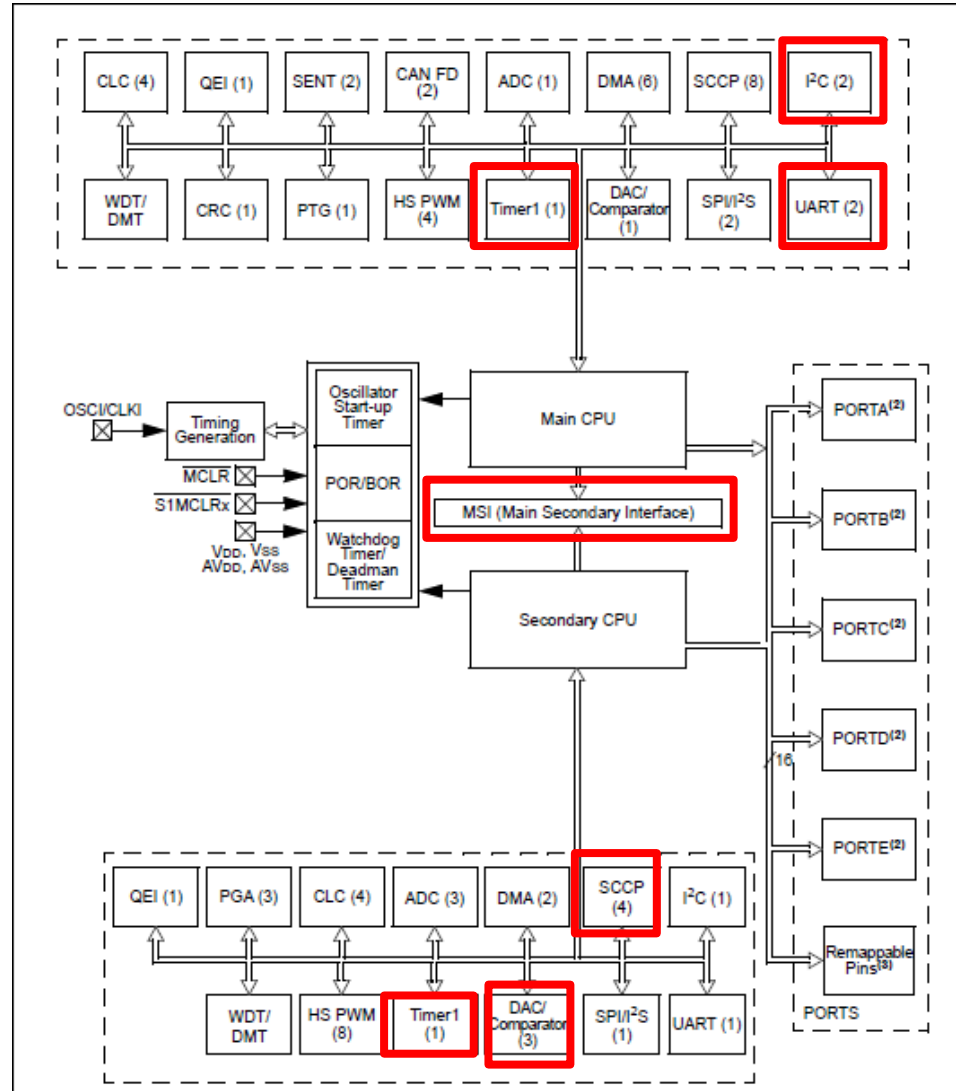 CLC (4)
QEI (1)
SENT (2)
CAN FD
(2)
ADC (1)
DMA (6)
SCCP (8)
I²C (2)
WDT/
DMT
CRC (1)
PTG (1)
HS PWM
(4)
Timer1 (1)
DAC/
Comparator
(1)
SPI/I²S
(2)
UART (2)
OSCI/CLKI
Timing
Generation
MCLR
S1MCLRx
VDD, VSS
AVDD, AVSS
Oscillator
Start-up
Timer
POR/BOR
Watchdog
Timer/
Deadman
Timer
Main CPU
MSI (Main Secondary Interface)
Secondary CPU
PORTA(2)
PORTB(2)
PORTC(2)
PORTD(2)
16
PORTE(2)
Remappable
Pins(3)
PORTS
QEI (1)
PGA (3)
CLC (4)
ADC (3)
DMA (2)
SCCP
(4)
I²C (1)
WDT/
DMT
HS PWM
(8)
Timer1
(1)
DAC/
Comparator
(3)
SPI/I²S
(1)
UART (1)